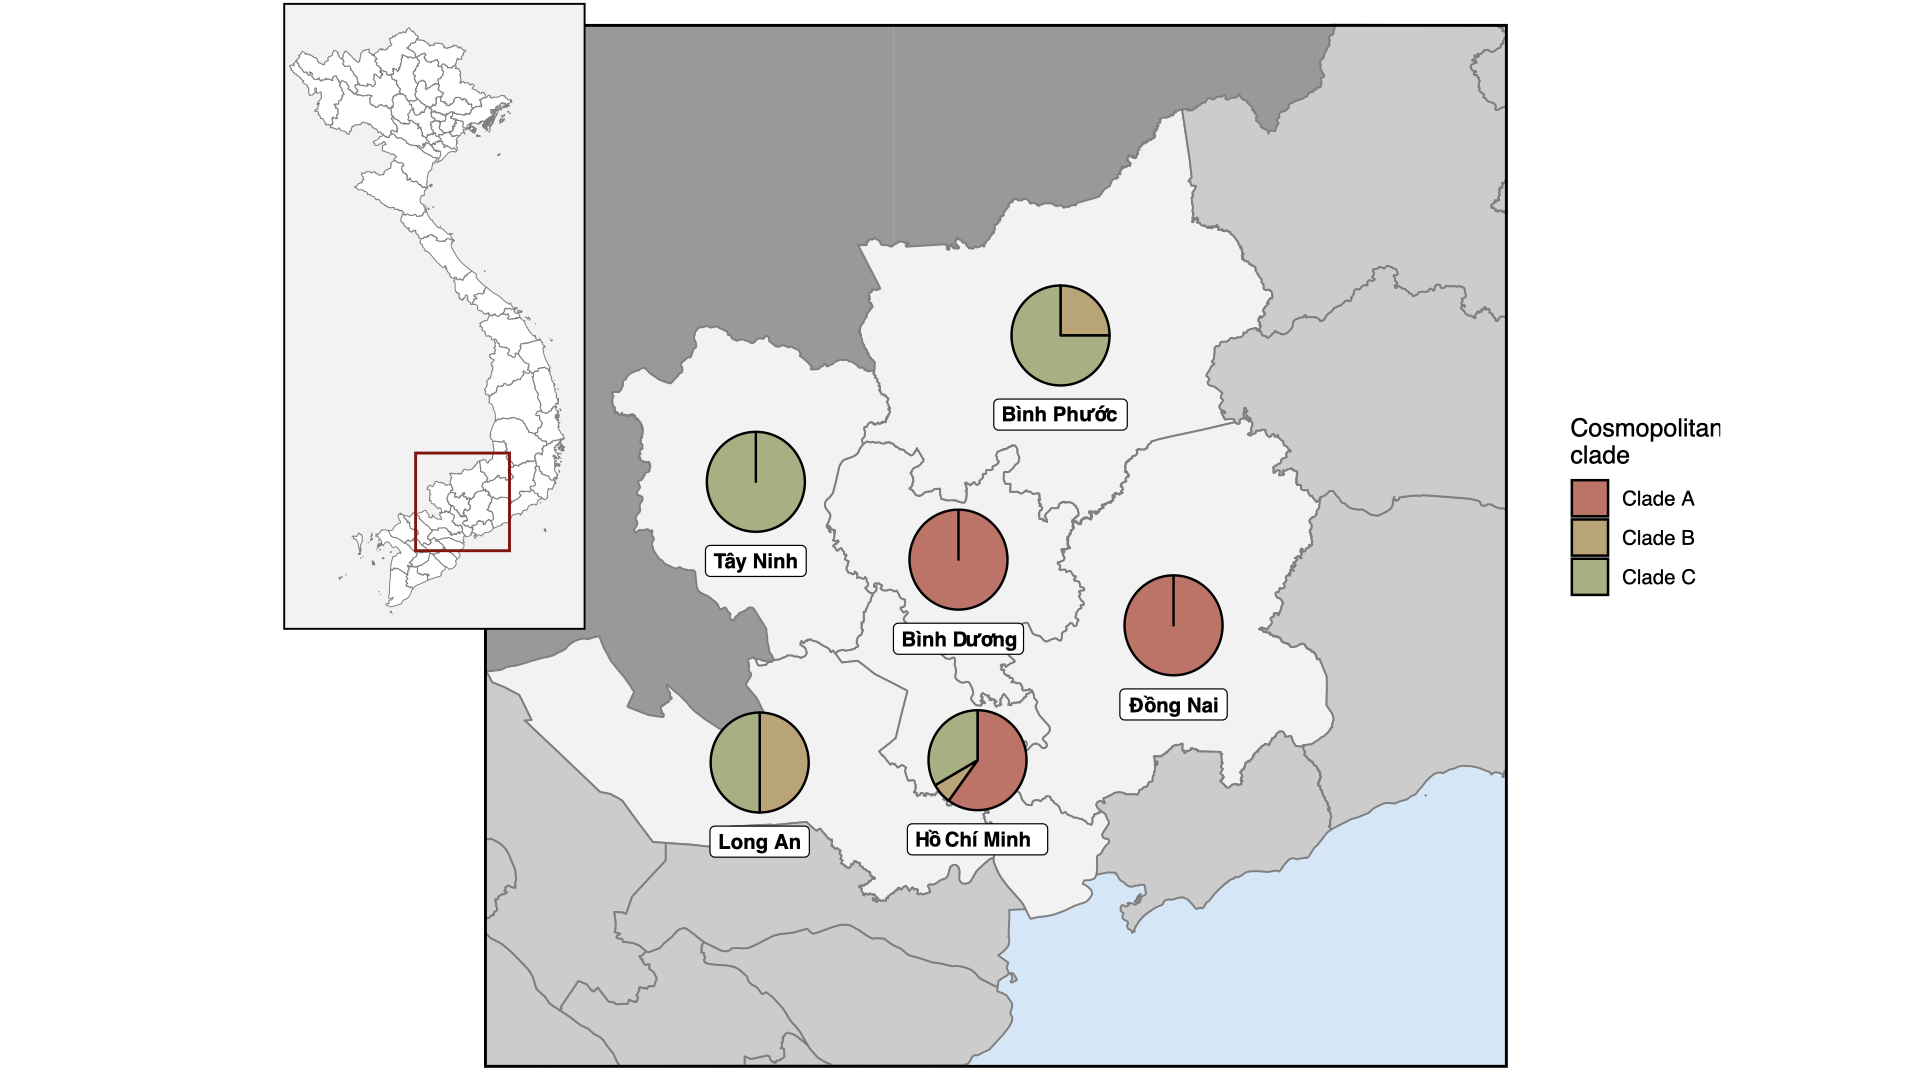 Bình Phước
Tây Ninh
Bình Dương
Đồng Nai
Long An
Hồ Chí Minh
Cosmopolitan
clade
Clade A
Clade B
Clade C